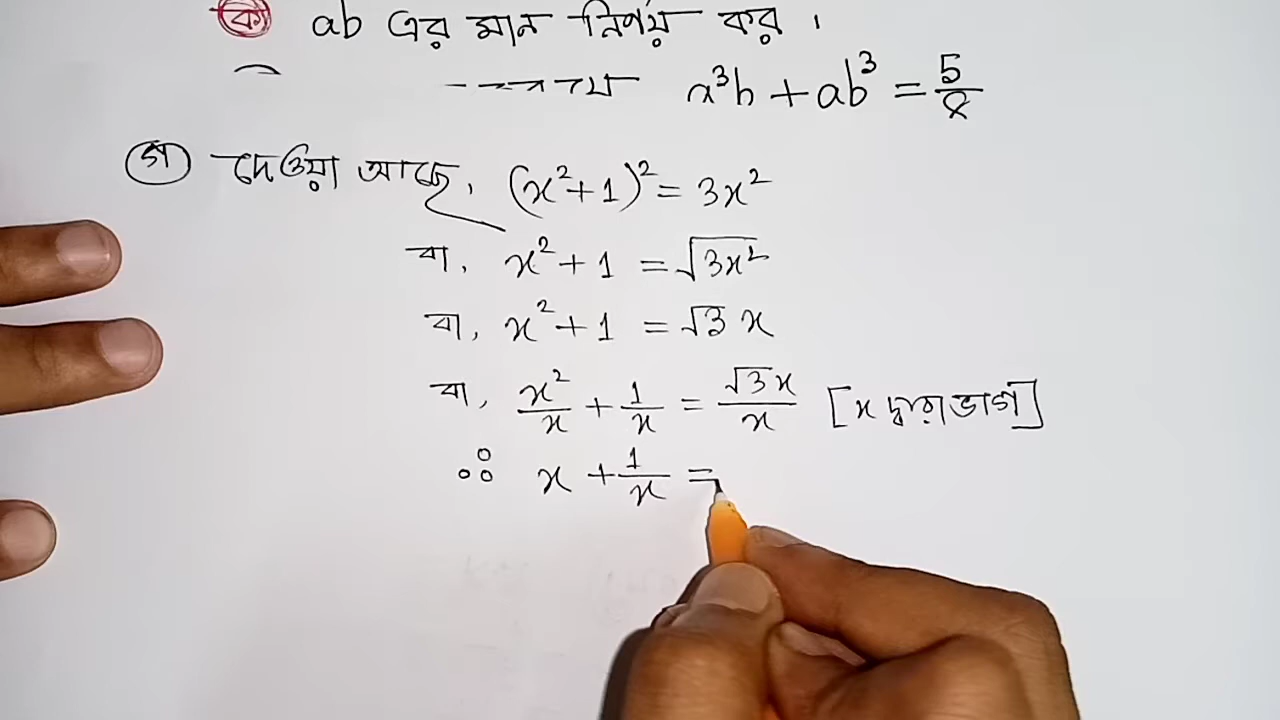 ক ab এর মান নির্ণয় কর ।
a³b + ab³ = 5/8
গ দেওয়া আছে, (x²+1)² = 3x²
বা, x²+1 = √3x²
বা, x²+1 = √3 x
বা, x²/x + 1/x = √3x/x [x দ্বারা ভাগ]
∴ x + 1/x =